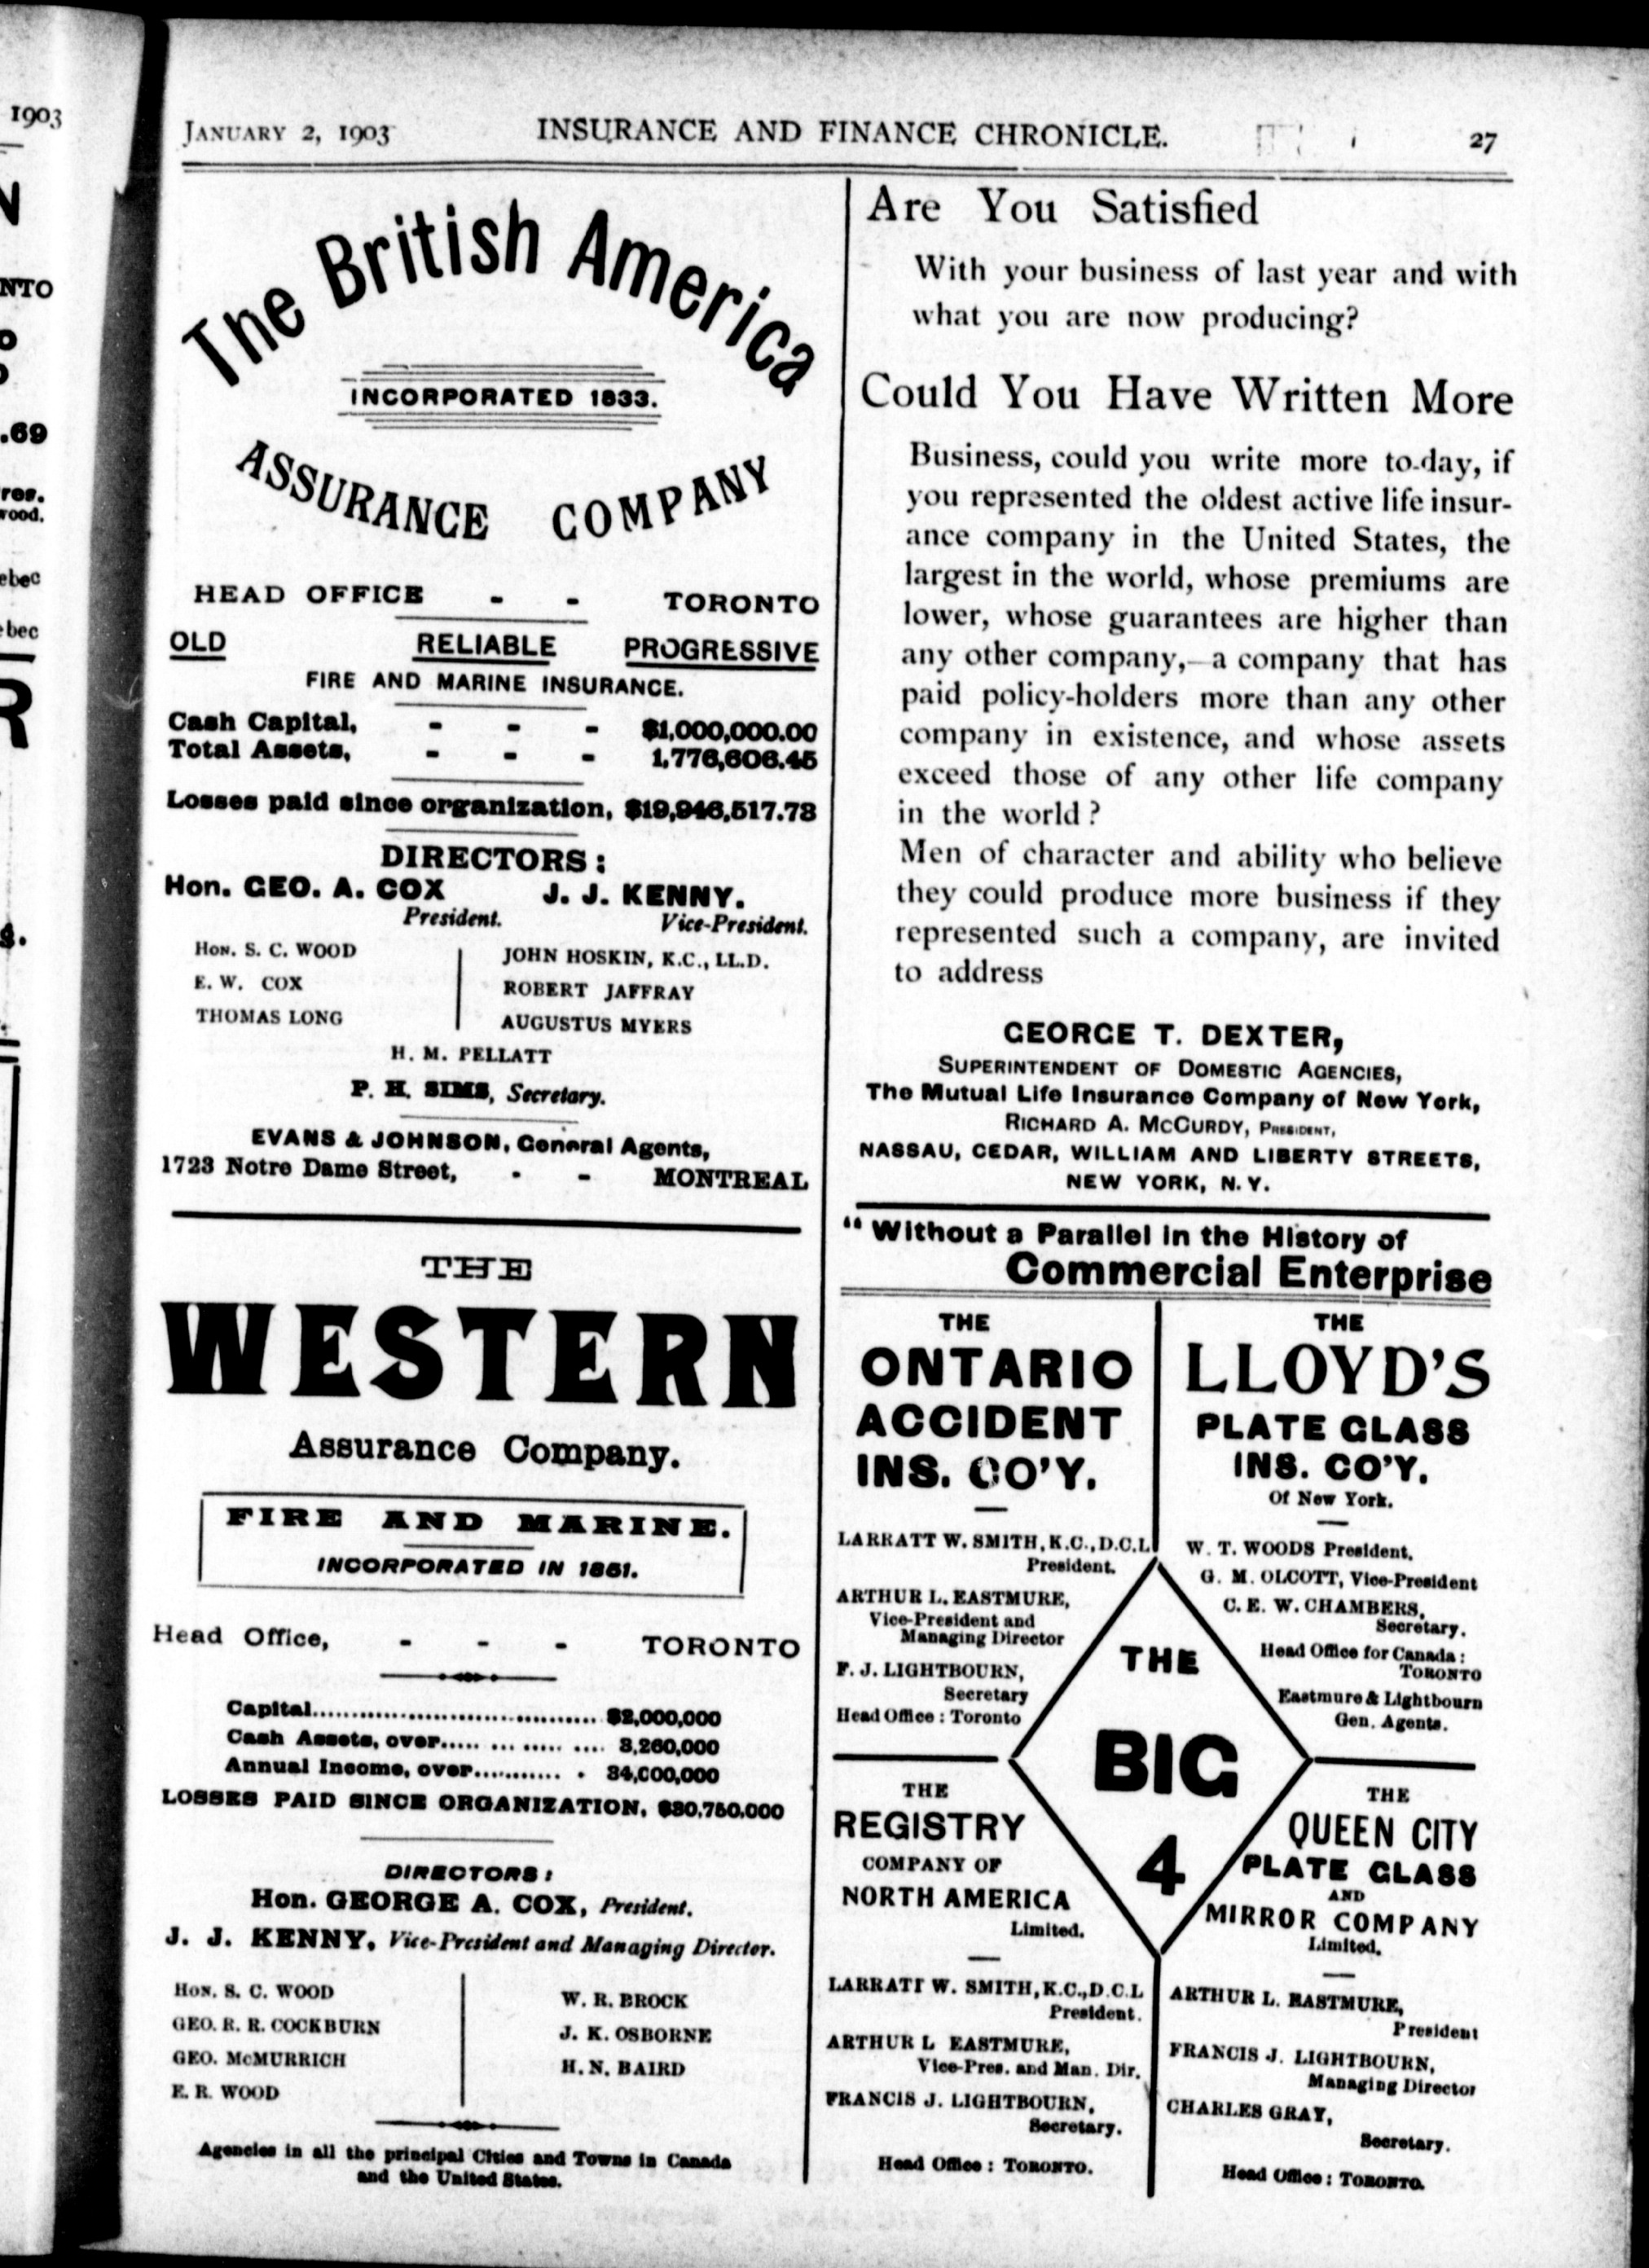 1903
N
NTO
.69
res.
rood.
ebec
ebec
R
s.
JANUARY 2, 1903 INSURANCE AND FINANCE CHRONICLE. 27
The British America
INCORPORATED 1833.
ASSURANCE COMPANY
HEAD OFFICE - - TORONTO
OLD RELIABLE PROGRESSIVE
FIRE AND MARINE INSURANCE.
Cash Capital, - - - $1,000,000.00
Total Assets, - - - 1,776,606.45
Losses paid since organization, $19,946,517.73
DIRECTORS:
Hon. GEO. A. COX J. J. KENNY.
President. Vice-President.
HON. S. C. WOOD JOHN HOSKIN, K.C., LL.D.
E. W. COX ROBERT JAFFRAY
THOMAS LONG AUGUSTUS MYERS
H. M. PELLATT
P. H. SIMS, Secretary.
EVANS & JOHNSON, General Agents,
1723 Notre Dame Street, - - MONTREAL
THE
WESTERN
Assurance Company.
FIRE AND MARINE.
INCORPORATED IN 1851.
Head Office, - - - TORONTO
Capital.................................... $2,000,000
Cash Assets, over..... ... ..... .... 3,260,000
Annual Income, over........... . 34,000,000
LOSSES PAID SINCE ORGANIZATION, $30,750,000
DIRECTORS:
Hon. GEORGE A. COX, President.
J. J. KENNY, Vice-President and Managing Director.
HON. S. C. WOOD W. R. BROCK
GEO. R. R. COCKBURN J. K. OSBORNE
GEO. McMURRICH H. N. BAIRD
E. R. WOOD
Agencies in all the principal Cities and Towns in Canada
and the United States.
Are You Satisfied
With your business of last year and with
what you are now producing?
Could You Have Written More
Business, could you write more to-day, if
you represented the oldest active life insur-
ance company in the United States, the
largest in the world, whose premiums are
lower, whose guarantees are higher than
any other company,—a company that has
paid policy-holders more than any other
company in existence, and whose assets
exceed those of any other life company
in the world?
Men of character and ability who believe
they could produce more business if they
represented such a company, are invited
to address
GEORGE T. DEXTER,
SUPERINTENDENT OF DOMESTIC AGENCIES,
The Mutual Life Insurance Company of New York,
RICHARD A. McCURDY, PRESIDENT,
NASSAU, CEDAR, WILLIAM AND LIBERTY STREETS,
NEW YORK, N. Y.
"Without a Parallel in the History of
Commercial Enterprise
THE
ONTARIO
ACCIDENT
INS. CO'Y.
LARRATT W. SMITH, K.C., D.C.L
President.
ARTHUR L. EASTMURE,
Vice-President and
Managing Director
F. J. LIGHTBOURN,
Secretary
Head Office: Toronto
THE
LLOYD'S
PLATE GLASS
INS. CO'Y.
Of New York.
W. T. WOODS President.
G. M. OLCOTT, Vice-President
C. E. W. CHAMBERS,
Secretary.
Head Office for Canada:
TORONTO
Eastmure & Lightbourn
Gen. Agents.
THE
BIG
4
THE
REGISTRY
COMPANY OF
NORTH AMERICA
Limited.
LARRATT W. SMITH, K.C., D.C.L
President.
ARTHUR L EASTMURE,
Vice-Pres. and Man. Dir.
FRANCIS J. LIGHTBOURN,
Secretary.
Head Office: TORONTO.
THE
QUEEN CITY
PLATE GLASS
AND
MIRROR COMPANY
Limited.
ARTHUR L. EASTMURE,
President
FRANCIS J. LIGHTBOURN,
Managing Director
CHARLES GRAY,
Secretary.
Head Office: TORONTO.